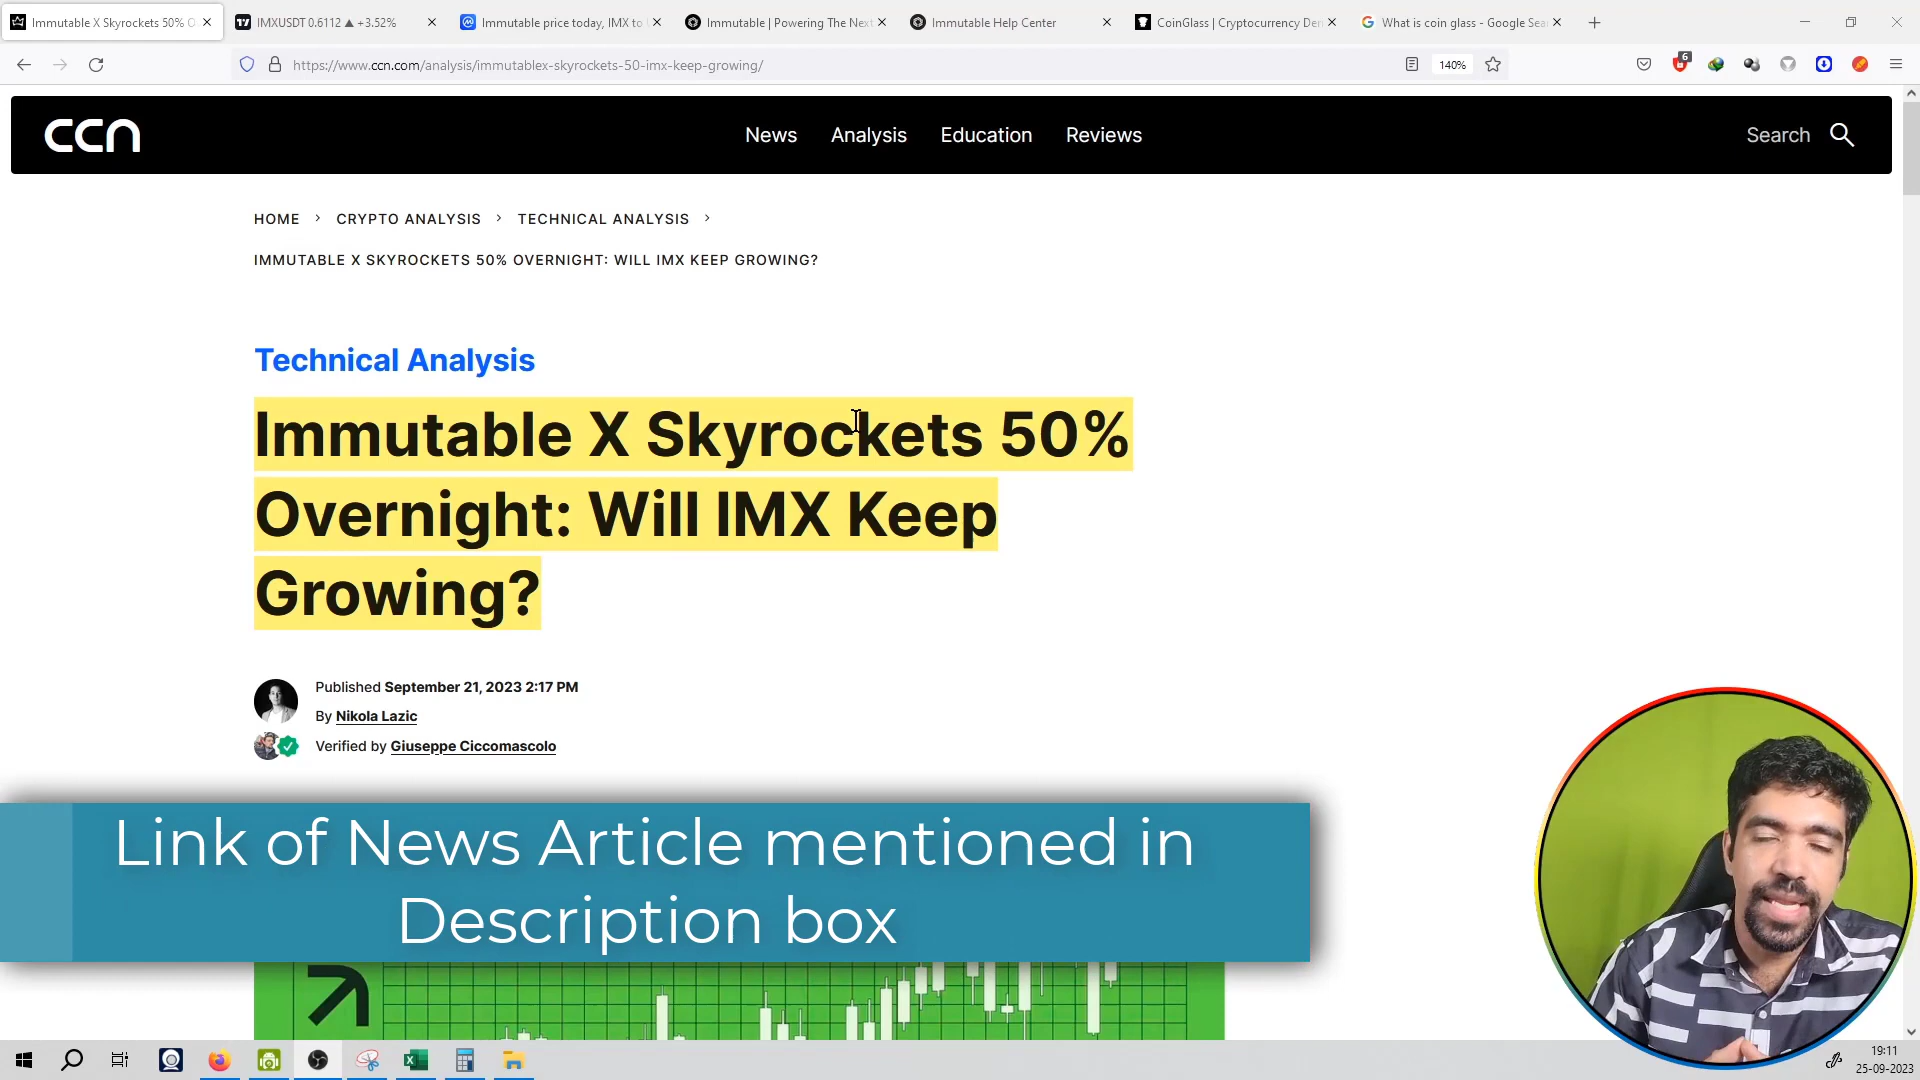 Immutable X Skyrockets 50% O
IMXUSDT 0.6112 ▲ +3.52%
Immutable price today, IMX to
Immutable | Powering The Next
Immutable Help Center
CoinGlass | Cryptocurrency Der
What is coin glass - Google Sea
https://www.ccn.com/analysis/immutablex-skyrockets-50-imx-keep-growing/
140%
6
ccn
News
Analysis
Education
Reviews
Search
HOME > CRYPTO ANALYSIS > TECHNICAL ANALYSIS >
IMMUTABLE X SKYROCKETS 50% OVERNIGHT: WILL IMX KEEP GROWING?
Technical Analysis
Immutable X Skyrockets 50%
Overnight: Will IMX Keep
Growing?
Published September 21, 2023 2:17 PM
By Nikola Lazic
Verified by Giuseppe Ciccomascolo
Link of News Article mentioned in
Description box
19:11
25-09-2023